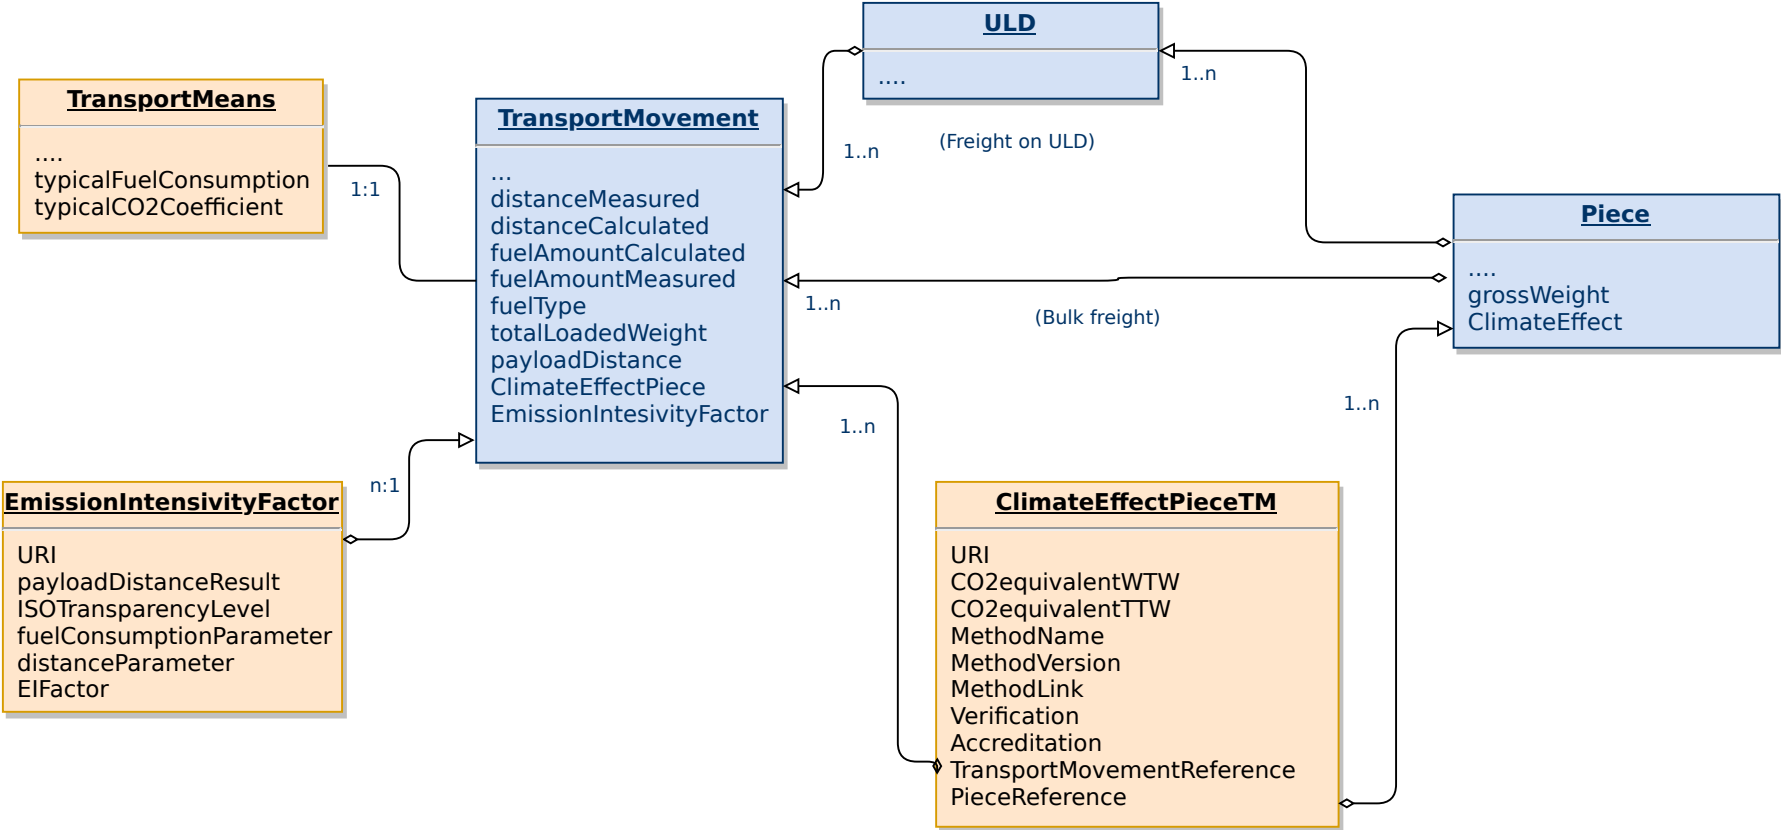 ULD
....
1..n
(Freight on ULD)
1..n
TransportMeans
....
typicalFuelConsumption
typicalCO2Coefficient
1:1
TransportMovement
...
distanceMeasured
distanceCalculated
fuelAmountCalculated
fuelAmountMeasured
fuelType
totalLoadedWeight
payloadDistance
ClimateEffectPiece
EmissionIntesivityFactor
1..n
(Bulk freight)
Piece
....
grossWeight
ClimateEffect
1..n
1..n
n:1
EmissionIntensivityFactor
URI
payloadDistanceResult
ISOTransparencyLevel
fuelConsumptionParameter
distanceParameter
EIFactor
ClimateEffectPieceTM
URI
CO2equivalentWTW
CO2equivalentTTW
MethodName
MethodVersion
MethodLink
Verification
Accreditation
TransportMovementReference
PieceReference